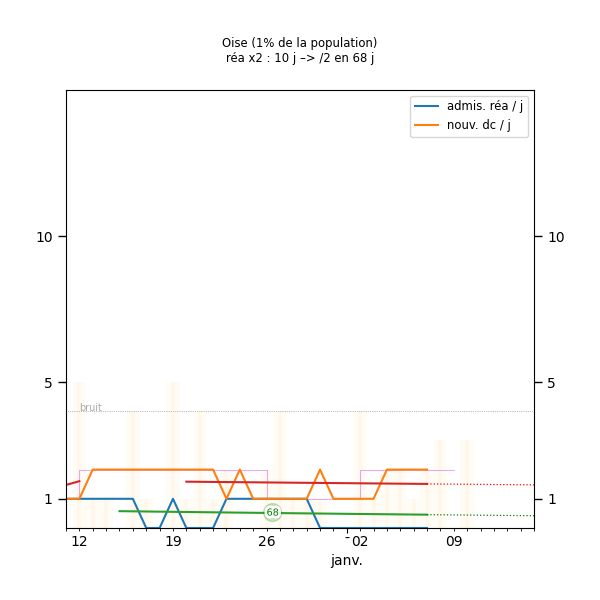 Oise (1% de la population)
réa x2 : 10 j –> /2 en 68 j
admis. réa / j
nouv. dc / j
10
10
5
5
bruit
1
1
68
12
19
26
02
09
janv.